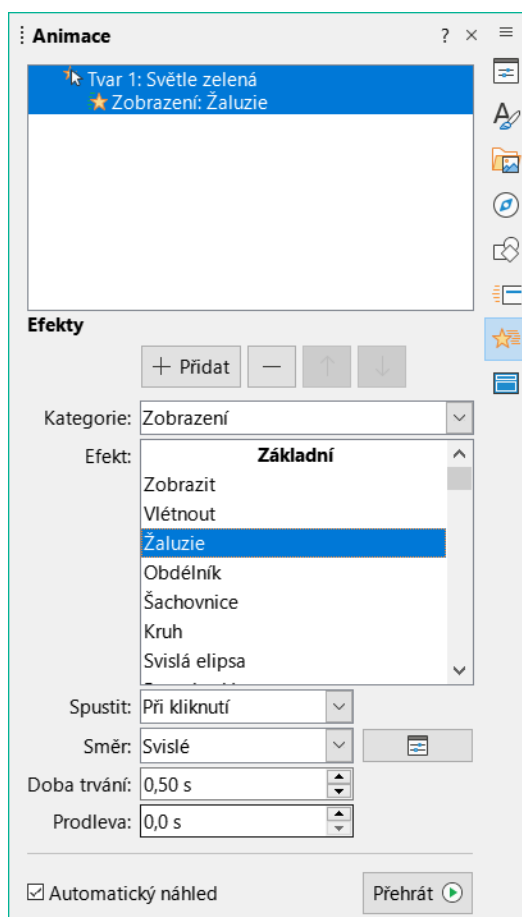 Animace
?
Tvar 1: Světle zelená
Zobrazení: Žaluzie
Efekty
Přidat
Kategorie: Zobrazení
Efekt: Základní
Zobrazit
Vlétnout
Žaluzie
Obdélník
Šachovnice
Kruh
Svislá elipsa
Spustit: Při kliknutí
Směr: Svislé
Doba trvání: 0,50 s
Prodleva: 0,0 s
Automatický náhled
Přehrát